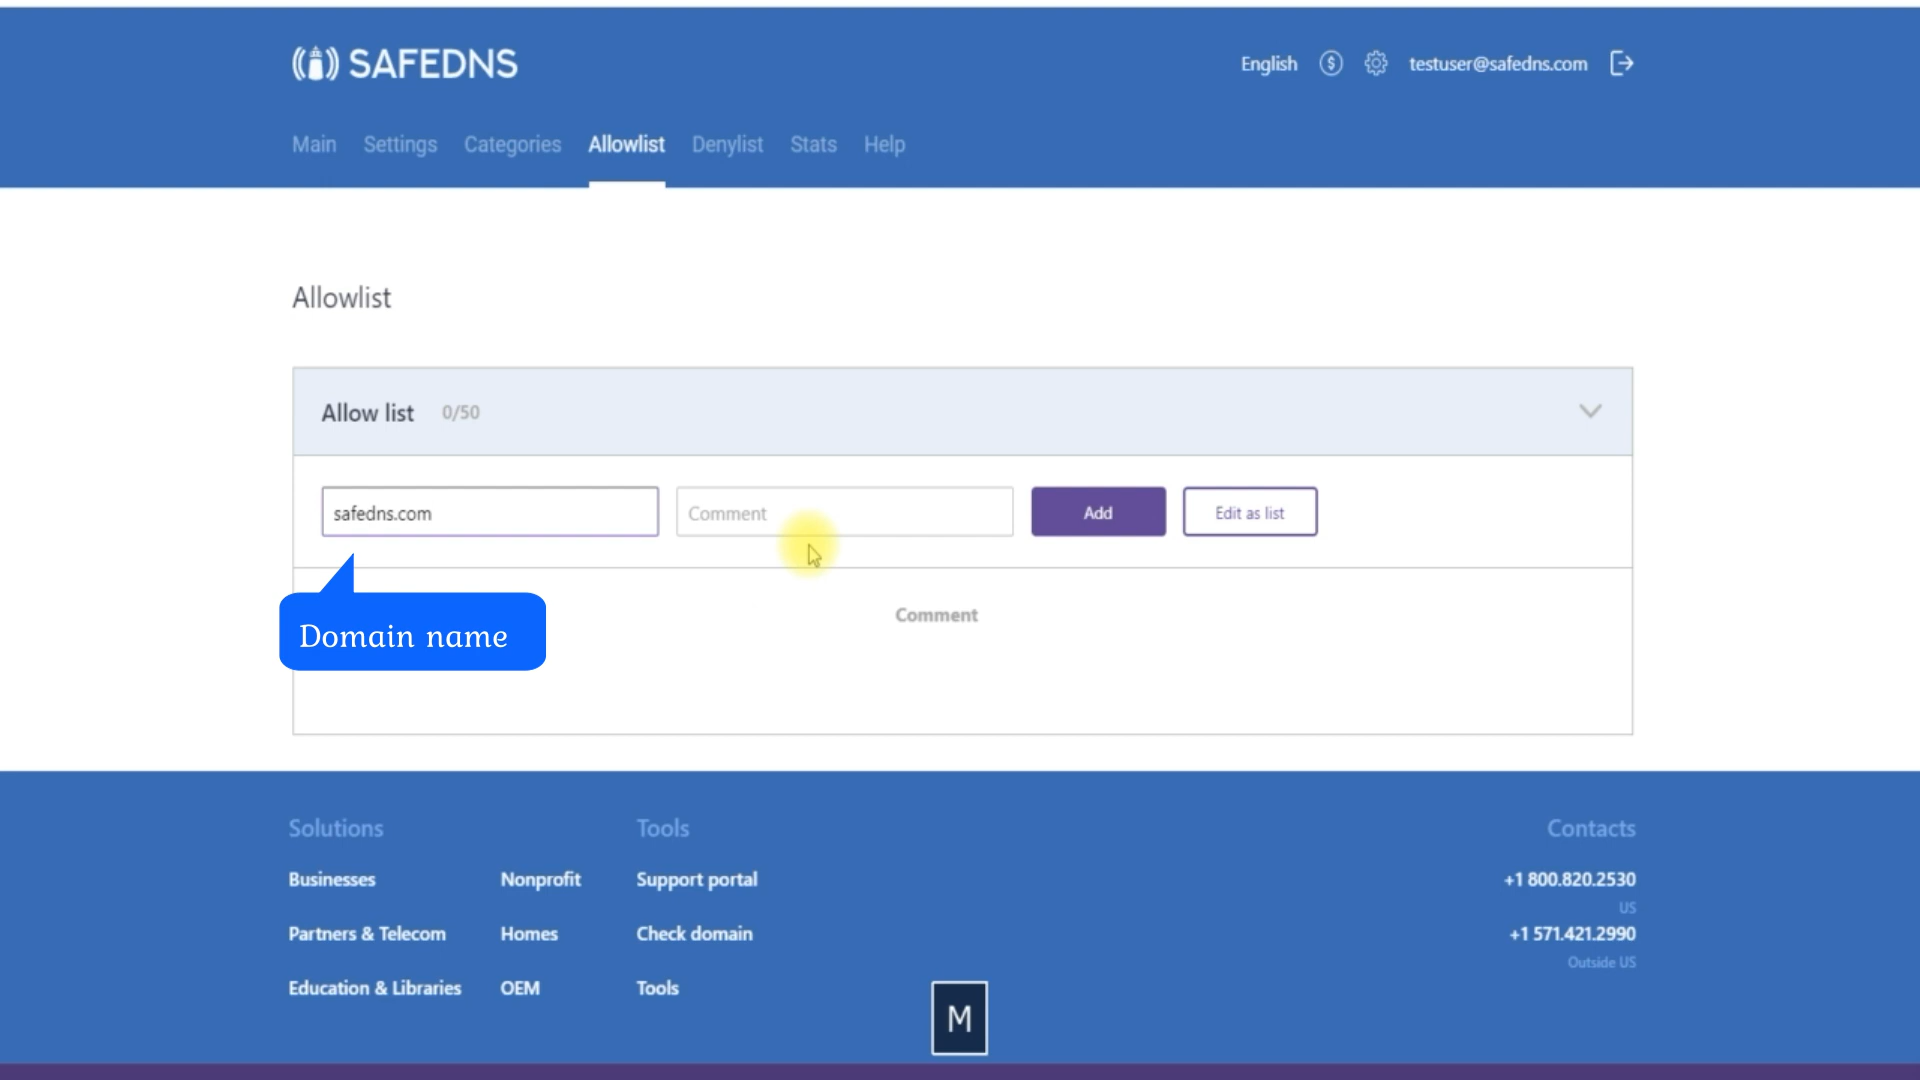 SAFEDNS
English $ testuser@safedns.com
Main Settings Categories Allowlist Denylist Stats Help
Allowlist
Allow list 0/50
safedns.com Comment Add Edit as list
Domain name
Comment
Solutions Tools Contacts
Businesses Nonprofit Support portal +1 800.820.2530
US
Partners & Telecom Homes Check domain +1 571.421.2990
Outside US
Education & Libraries OEM Tools
M